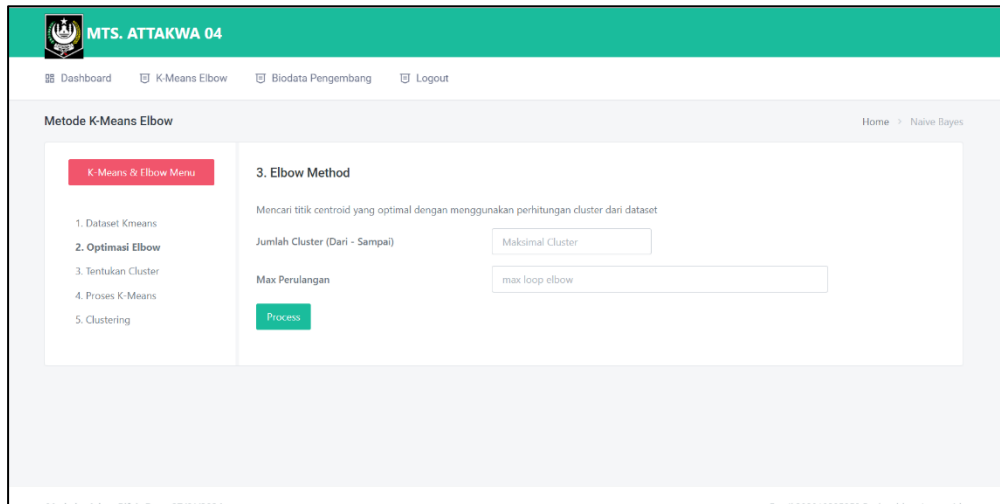 MTS. ATTAKWA 04
Dashboard K-Means Elbow Biodata Pengembang Logout
Metode K-Means Elbow
Home > Naive Bayes
K-Means & Elbow Menu
1. Dataset Kmeans
2. Optimasi Elbow
3. Tentukan Cluster
4. Proses K-Means
5. Clustering
3. Elbow Method
Mencari titik centroid yang optimal dengan menggunakan perhitungan cluster dari dataset
Jumlah Cluster (Dari - Sampai) Maksimal Cluster
Max Perulangan max loop elbow
Process